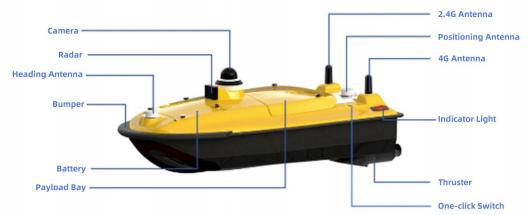 Camera
Radar
Heading Antenna
Bumper
Battery
Payload Bay
2.4G Antenna
Positioning Antenna
4G Antenna
Indicator Light
Thruster
One-click Switch